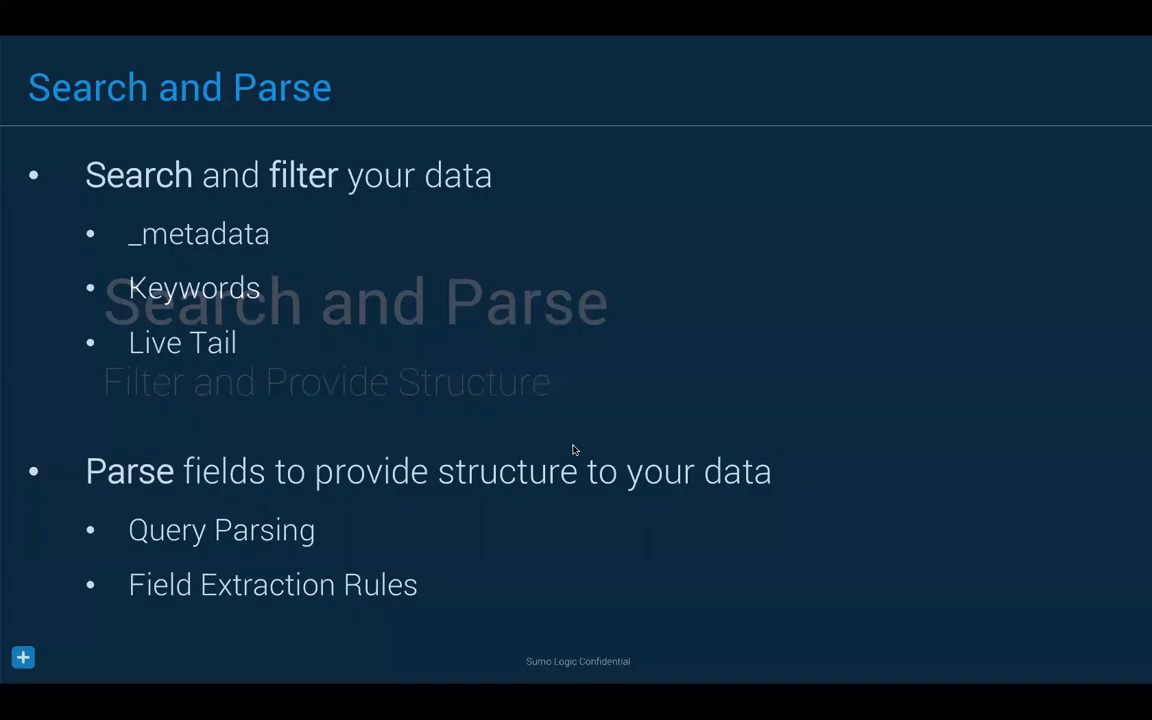 Search and Parse
• Search and filter your data
• _metadata
• Keywords
Search and Parse
• Live Tail
Filter and Provide Structure
• Parse fields to provide structure to your data
• Query Parsing
• Field Extraction Rules
Sumo Logic Confidential